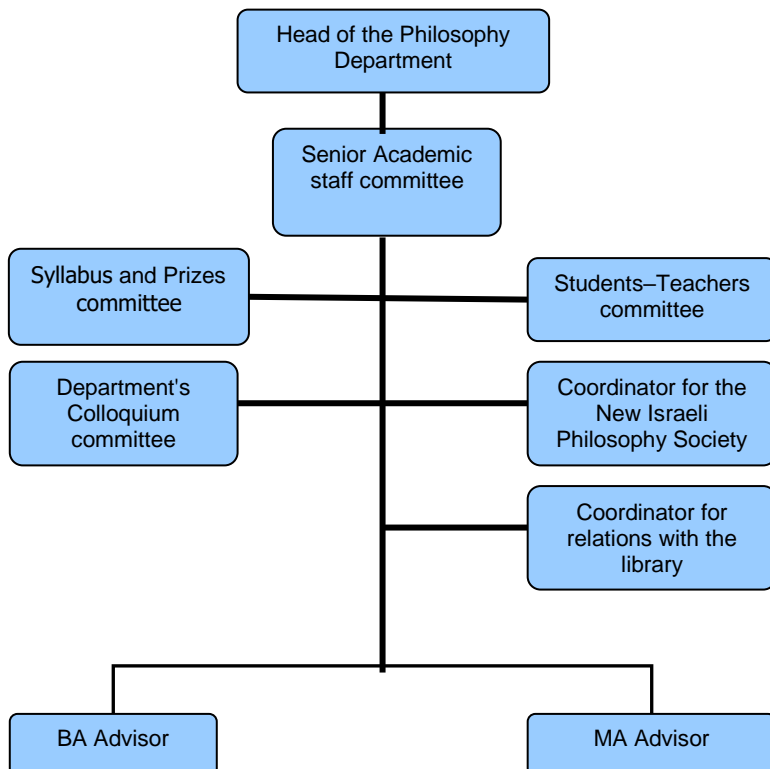 Head of the Philosophy
Department
Senior Academic
staff committee
Syllabus and Prizes
committee
Students–Teachers
committee
Department's
Colloquium
committee
Coordinator for the
New Israeli
Philosophy Society
Coordinator for
relations with the
library
BA Advisor
MA Advisor